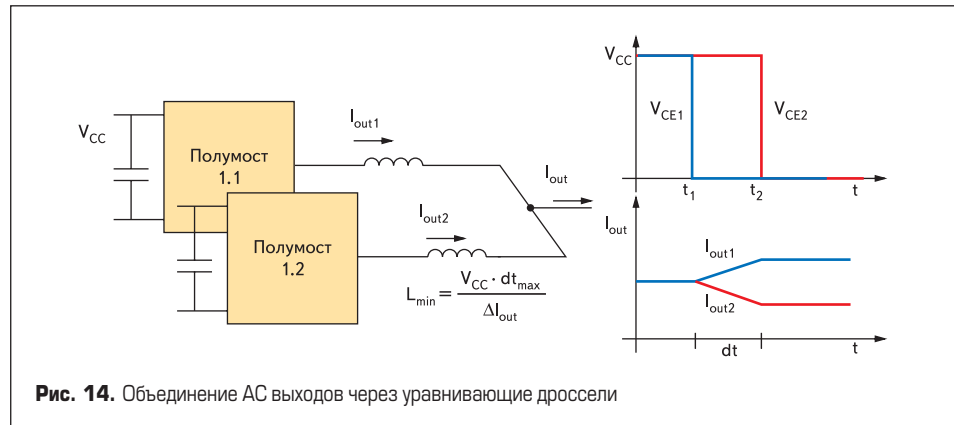 V_CC
Полумост
1.1
I_out1
Полумост
1.2
I_out2
I_out
L_min = V_CC · dt_max / ΔI_out
V_CC
V_CE1
V_CE2
t_1
t_2
t
I_out
I_out1
I_out2
dt
t
Рис. 14. Объединение АС выходов через уравнивающие дроссели